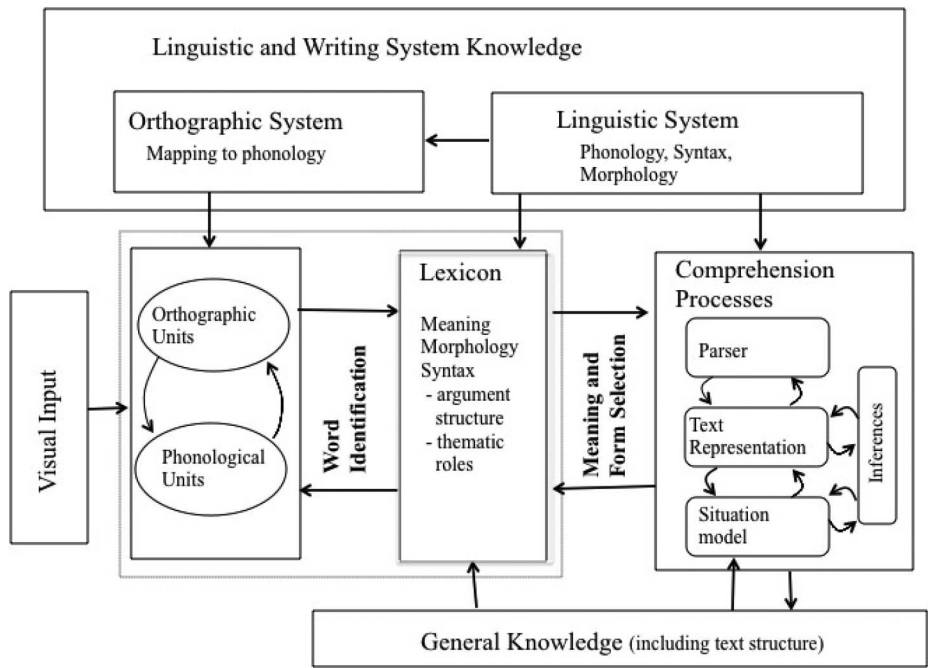 Linguistic and Writing System Knowledge
Orthographic System
Mapping to phonology
Linguistic System
Phonology, Syntax,
Morphology
Visual Input
Orthographic
Units
Phonological
Units
Word
Identification
Lexicon
Meaning
Morphology
Syntax
- argument
structure
- thematic
roles
Meaning and
Form Selection
Comprehension
Processes
Parser
Text
Representation
Situation
model
Inferences
General Knowledge (including text structure)